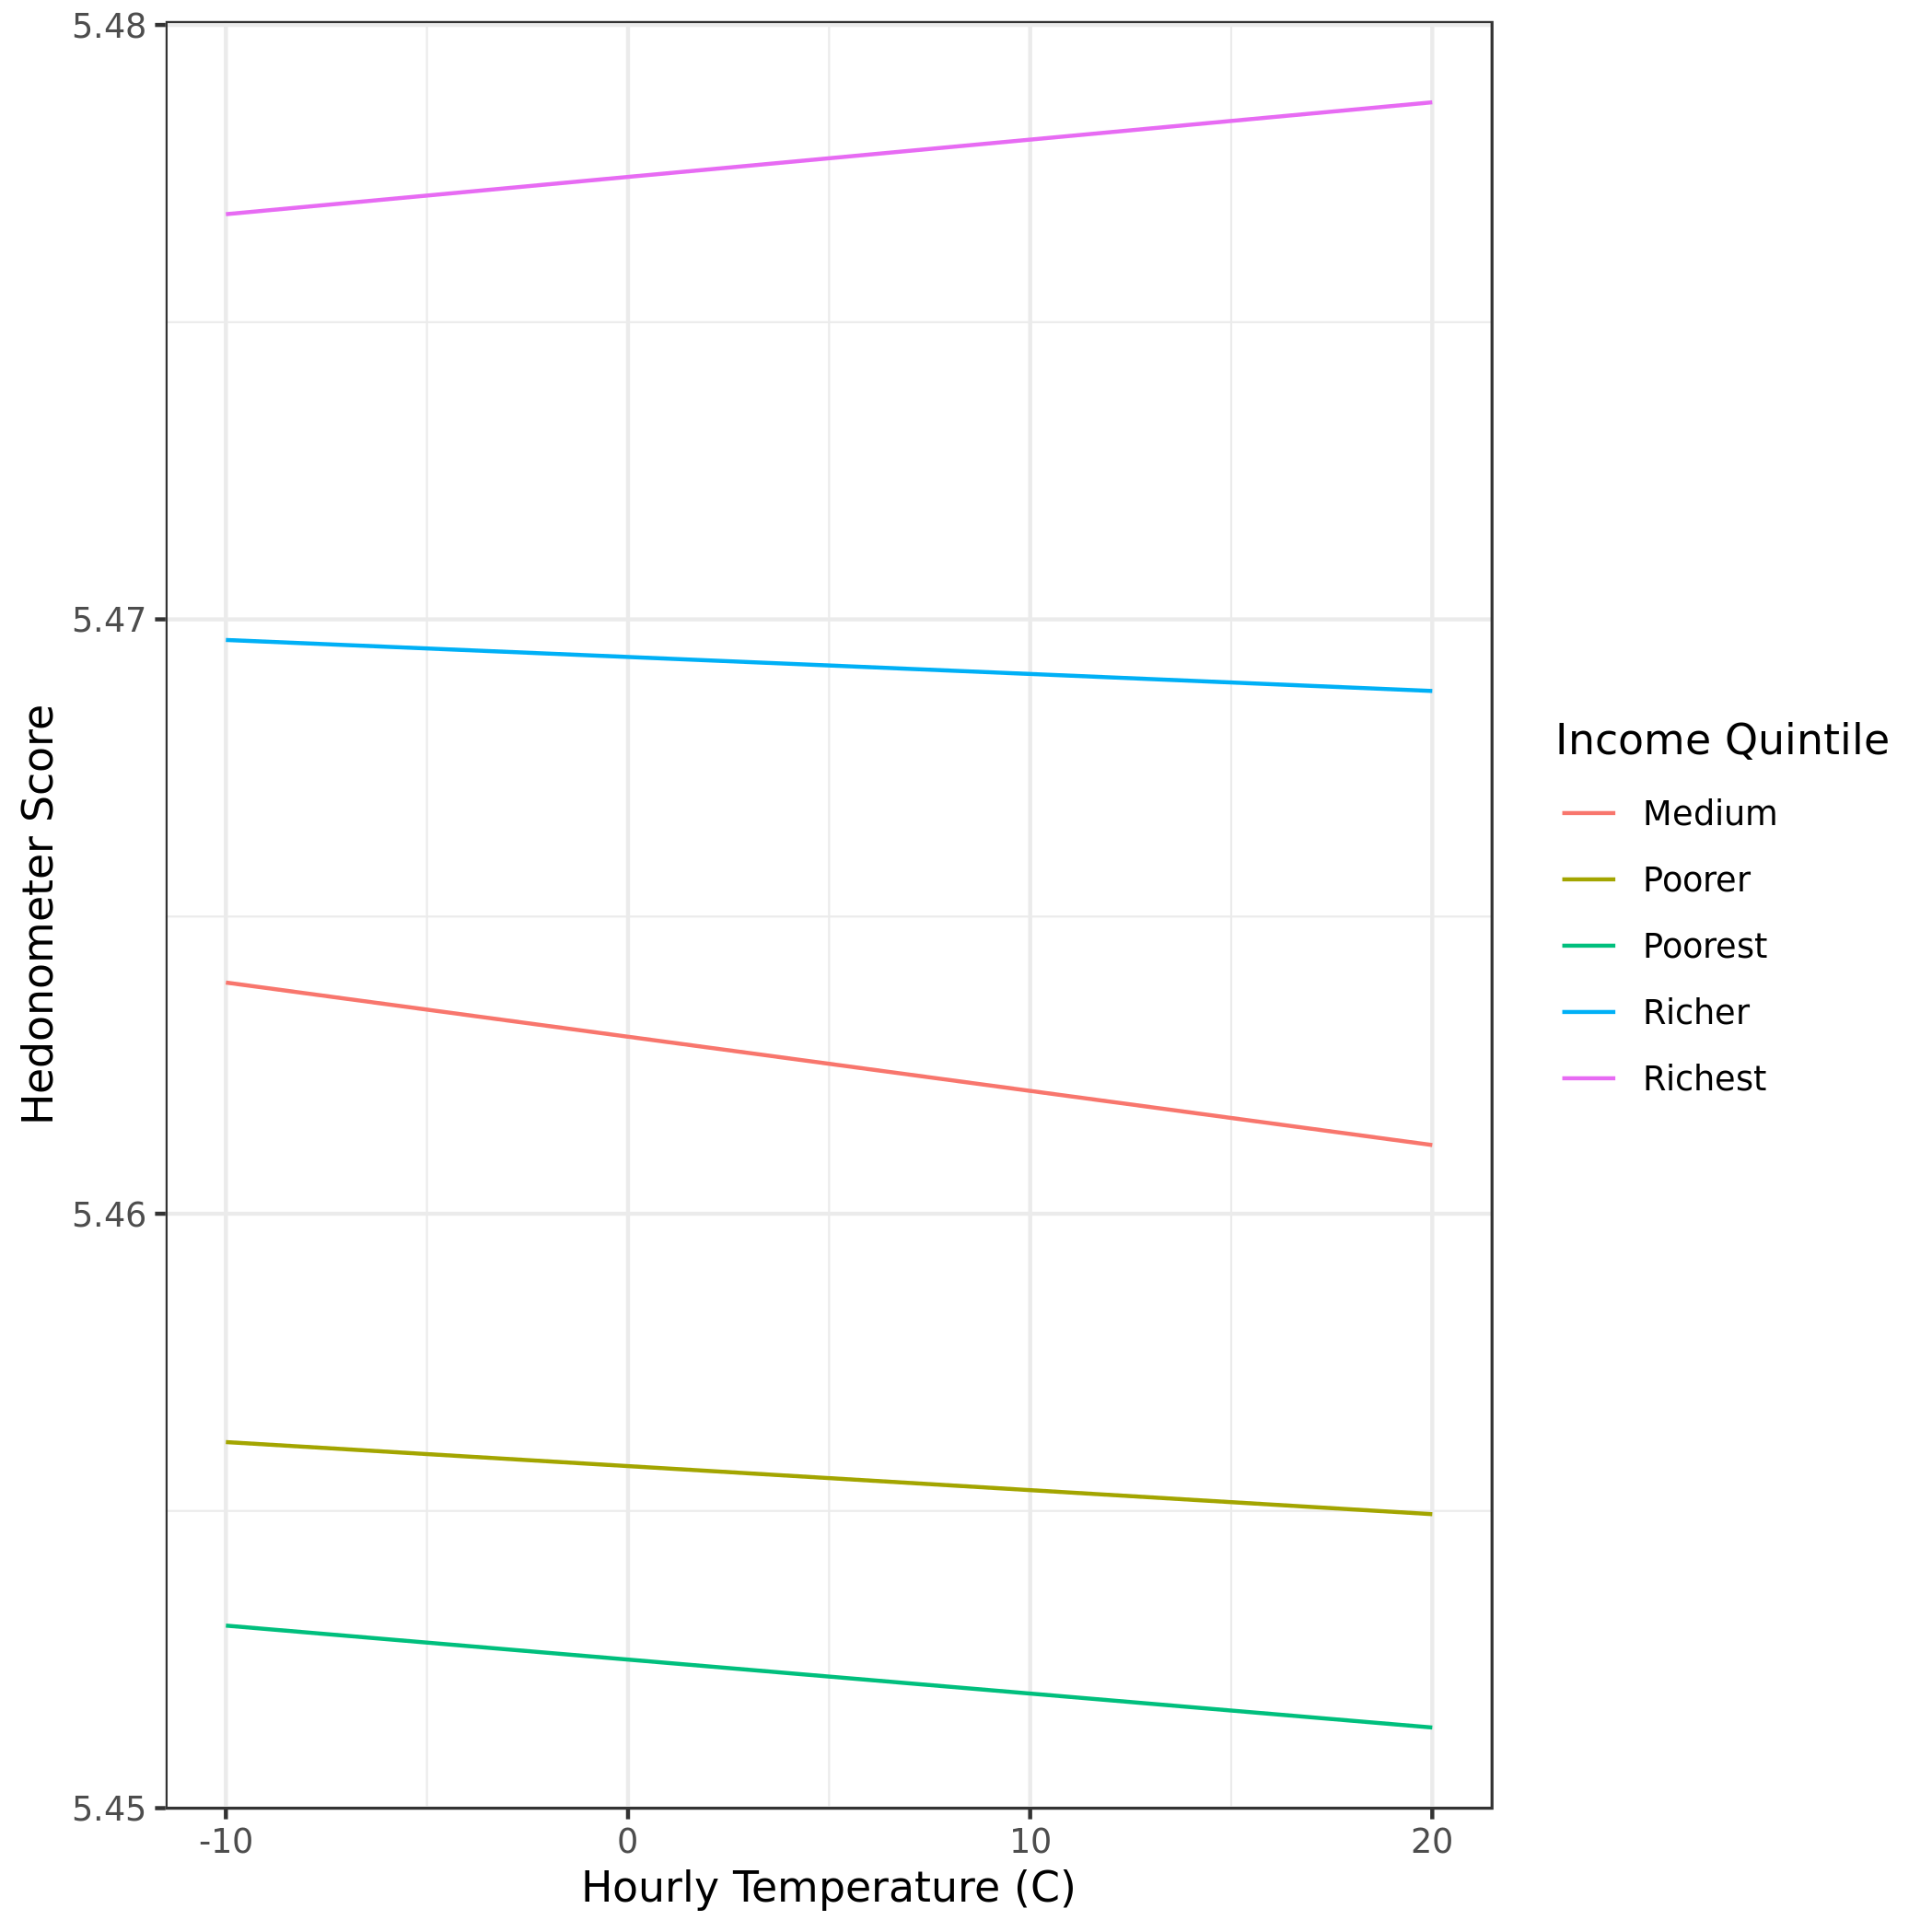 5.48
5.47
5.46
5.45
Hedonometer Score
-10 0 10 20
Hourly Temperature (C)
Income Quintile
Medium
Poorer
Poorest
Richer
Richest